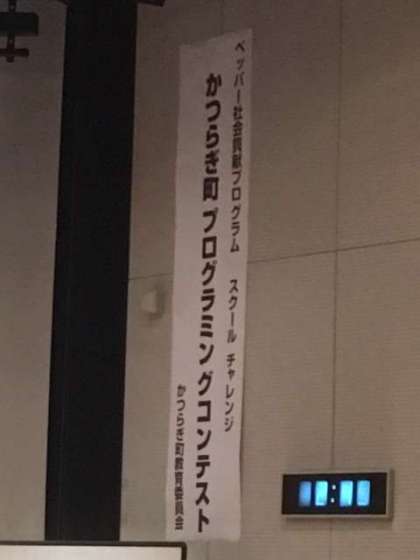 ペッパー社会貢献プログラム スクール チャレンジ
かつらぎ町プログラミングコンテスト
かつらぎ町教育委員会